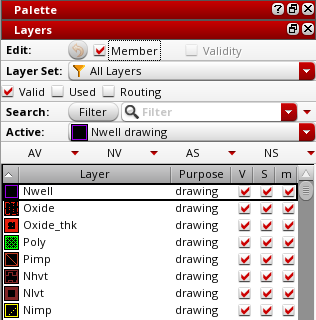 Palette
Layers
Edit: Member Validity
Layer Set: All Layers
Valid Used Routing
Search: Filter Filter
Active: Nwell drawing
AV NV AS NS
Layer Purpose V S m
Nwell drawing
Oxide drawing
Oxide_thk drawing
Poly drawing
Pimp drawing
Nhvt drawing
Nlvt drawing
Nimp drawing